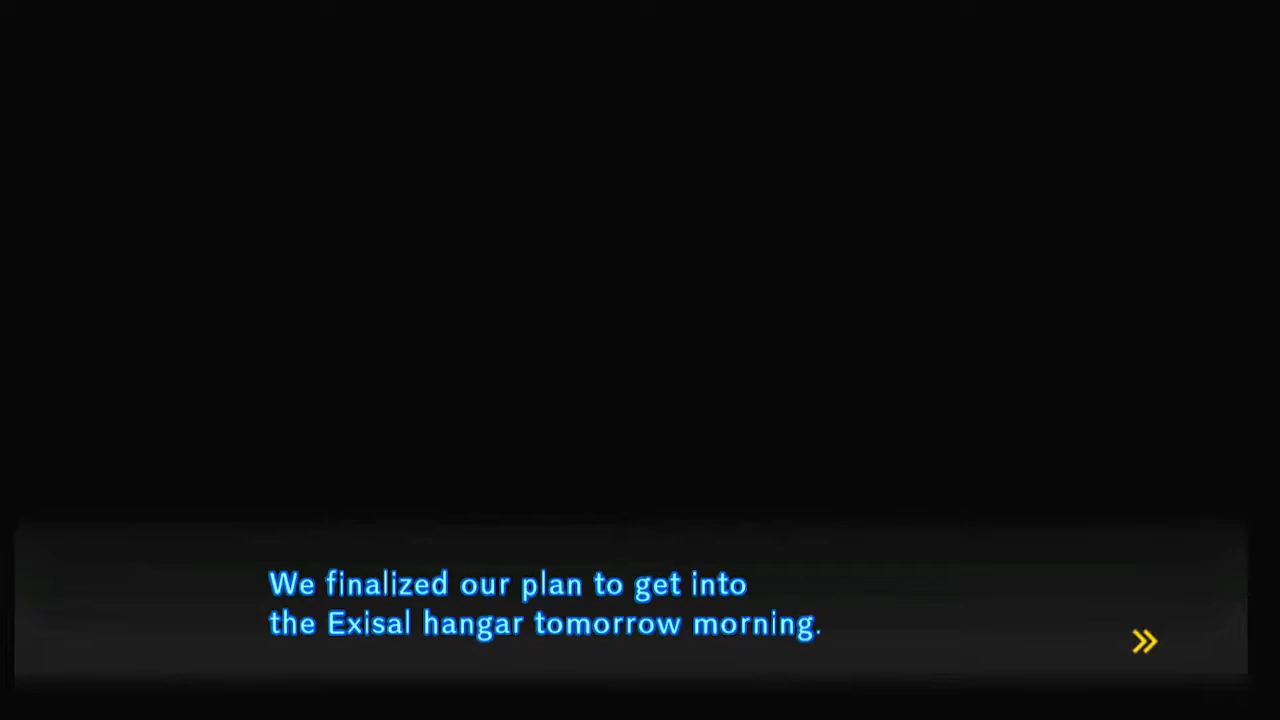 We finalized our plan to get into
the Exisal hangar tomorrow morning.